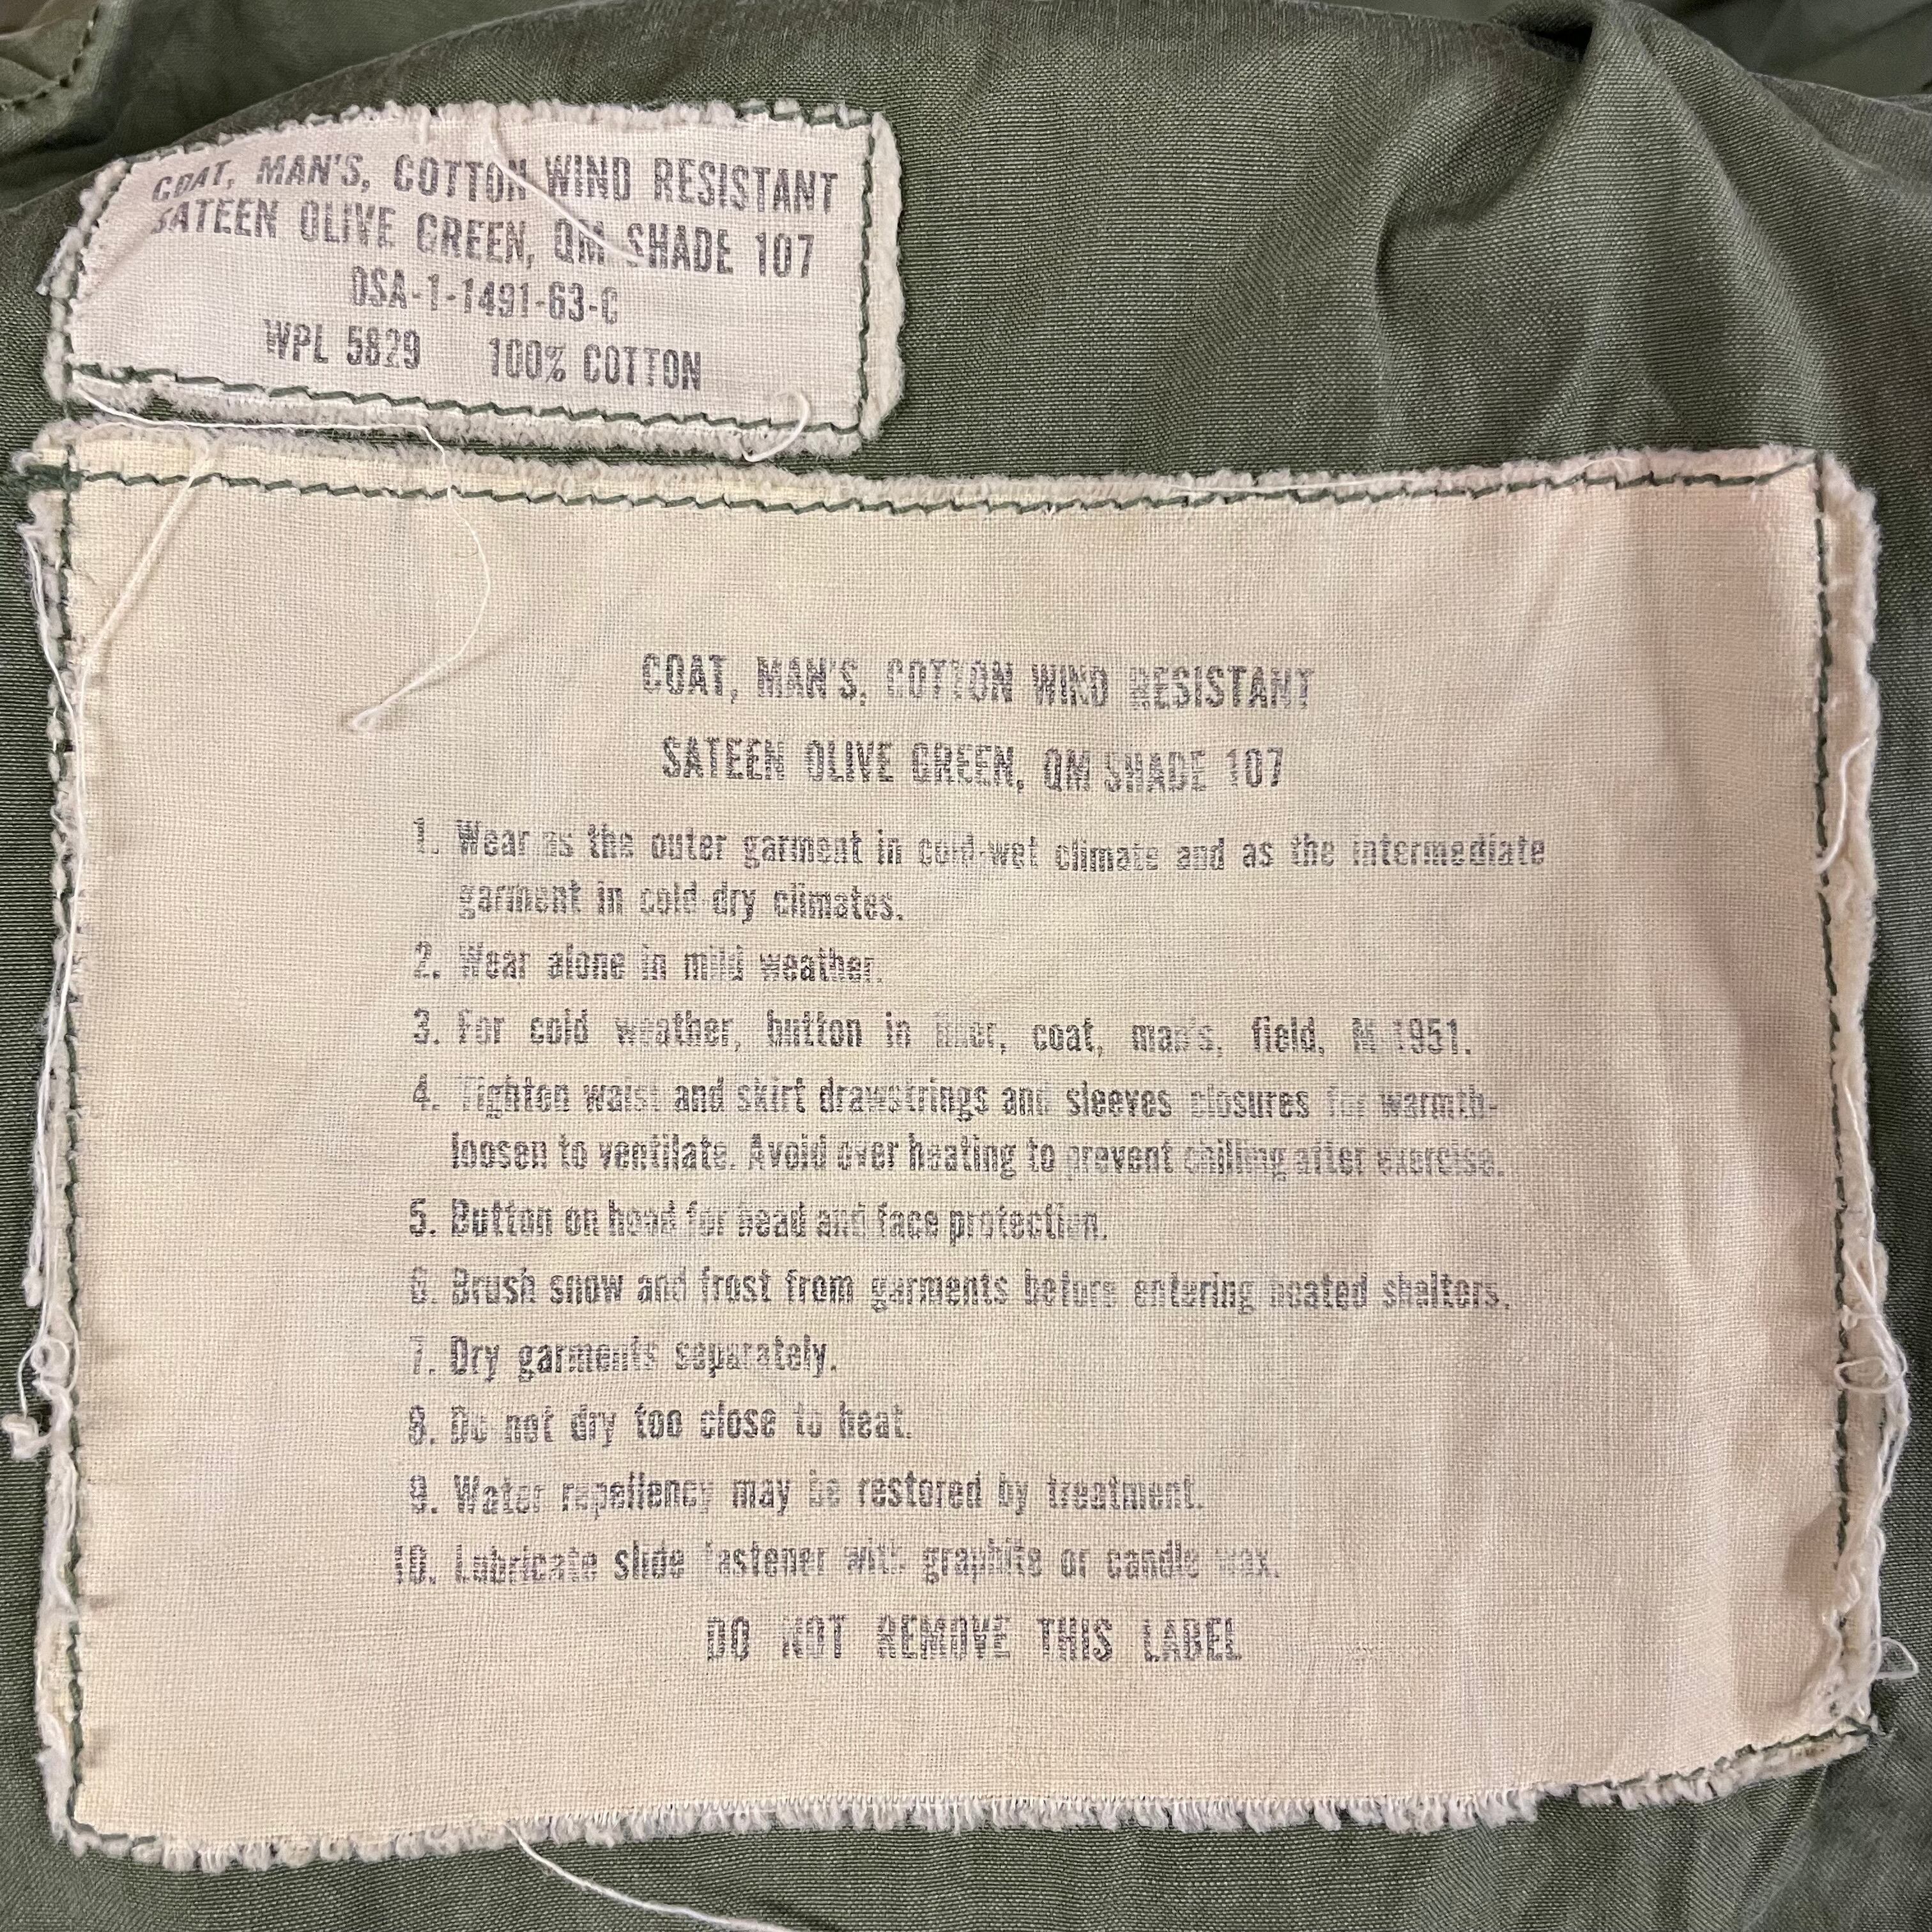 COAT, MAN'S, COTTON WIND RESISTANT
SATEEN OLIVE GREEN, QM SHADE 107
DSA-1-1491-63-C
WPL 5829 100% COTTON
COAT, MAN'S, COTTON WIND RESISTANT
SATEEN OLIVE GREEN, QM SHADE 107
1. Wear as the outer garment in cold-wet climate and as the intermediate
garment in cold dry climates.
2. Wear alone in mild weather.
3. For cold weather, button in liner, coat, man's, field, M 1951.
4. Tighten waist and skirt drawstrings and sleeves closures for warmth-
loosen to ventilate. Avoid over heating to prevent chilling after exercise.
5. Button on hood for head and face protection.
6. Brush snow and frost from garments before entering heated shelters.
7. Dry garments separately.
8. Do not dry too close to heat.
9. Water repellency may be restored by treatment.
10. Lubricate slide fastener with graphite or candle wax.
DO NOT REMOVE THIS LABEL